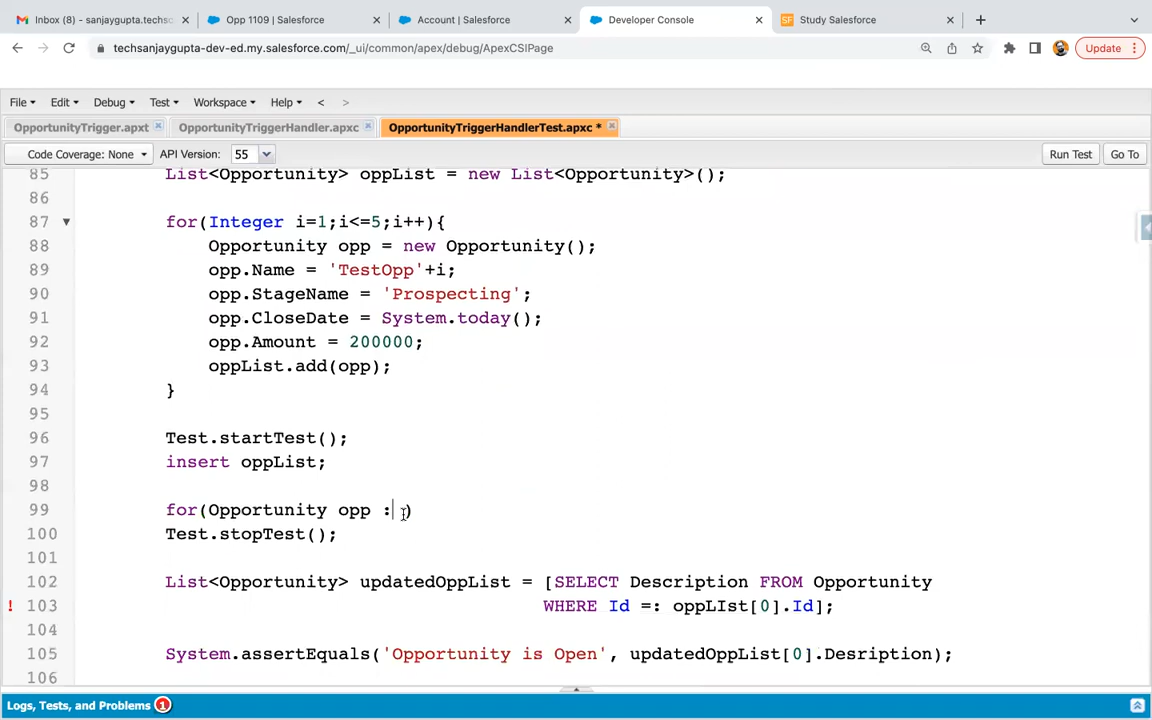 Inbox (30) - sanjaygupta.techsc
Opp 1109 | Salesforce
Account | Salesforce
Developer Console
Study Salesforce
techsanjaygupta-dev-ed.my.salesforce.com/_ui/common/apex/debug/ApexCSIPage
Update
File Edit Debug Test Workspace Help < >
OpportunityTrigger.apxt OpportunityTriggerHandler.apxc OpportunityTriggerHandlerTest.apxc *
Code Coverage: None API Version: 55 Run Test Go To
85 List<Opportunity> oppList = new List<Opportunity>();
86
87 for(Integer i=1;i<=5;i++){
88 Opportunity opp = new Opportunity();
89 opp.Name = 'TestOpp'+i;
90 opp.StageName = 'Prospecting';
91 opp.CloseDate = System.today();
92 opp.Amount = 200000;
93 oppList.add(opp);
94 }
95
96 Test.startTest();
97 insert oppList;
98
99 for(Opportunity opp : )
100 Test.stopTest();
101
102 List<Opportunity> updatedOppList = [SELECT Description FROM Opportunity
! 103 WHERE Id =: oppLIst[0].Id];
104
105 System.assertEquals('Opportunity is Open', updatedOppList[0].Desription);
106
Logs, Tests, and Problems 1